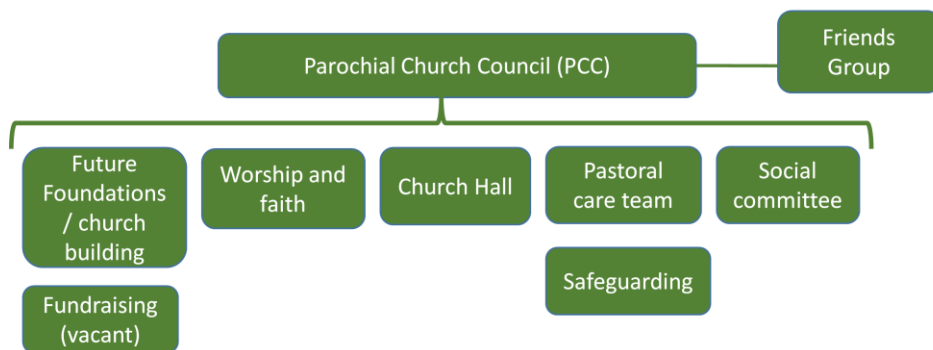 Parochial Church Council (PCC)
Friends
Group
Future
Foundations
/ church
building
Worship and
faith
Church Hall
Pastoral
care team
Social
committee
Safeguarding
Fundraising
(vacant)